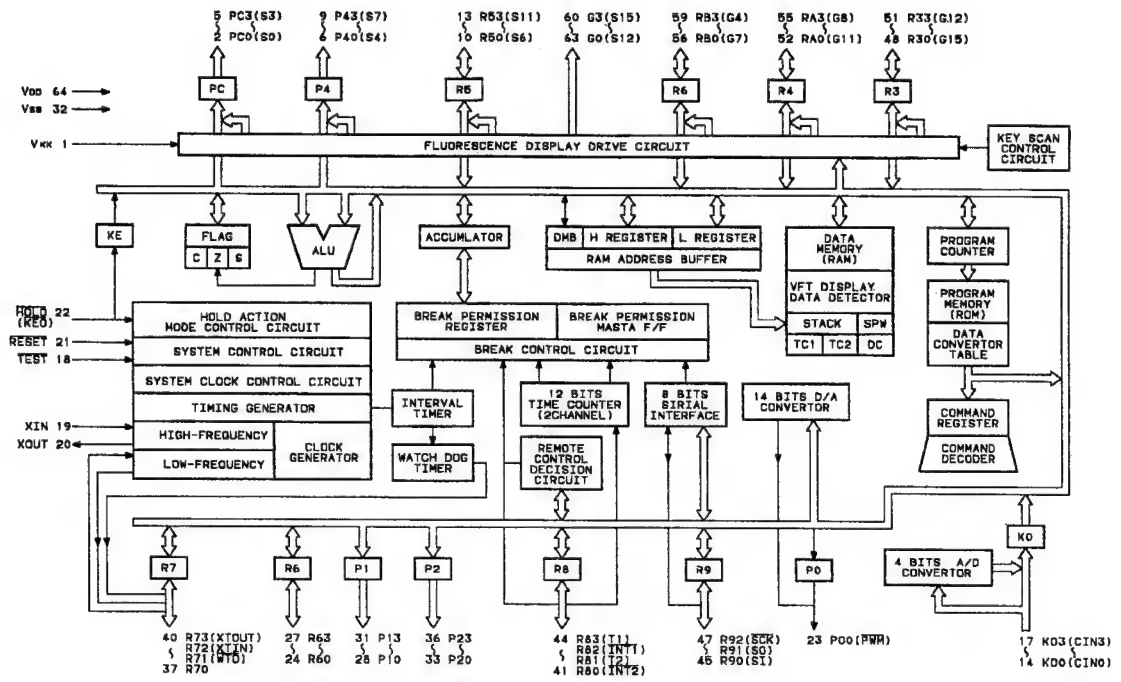 5 PC3(S3)
2 PC0(S0)
9 P43(S7)
6 P40(S4)
13 R53(S11)
10 R50(S6)
60 G3(S15)
63 G0(S12)
59 RB3(G4)
56 RB0(G7)
55 RA3(G8)
52 RA0(G11)
51 R33(G12)
48 R30(G15)
PC
P4
R5
R6
R4
R3
VDD 64
VSS 32
VKK 1
FLUORESCENCE DISPLAY DRIVE CIRCUIT
KEY SCAN
CONTROL
CIRCUIT
KE
FLAG
C Z S
ALU
ACCUMLATOR
DMB H REGISTER L REGISTER
RAM ADDRESS BUFFER
DATA
MEMORY
(RAM)
VFT DISPLAY
DATA DETECTOR
STACK SPW
TC1 TC2 DC
PROGRAM
COUNTER
PROGRAM
MEMORY
(ROM)
DATA
CONVERTOR
TABLE
COMMAND
REGISTER
COMMAND
DECODER
HOLD 22
(KE0)
RESET 21
TEST 18
XIN 19
XOUT 20
HOLD ACTION
MODE CONTROL CIRCUIT
SYSTEM CONTROL CIRCUIT
SYSTEM CLOCK CONTROL CIRCUIT
TIMING GENERATOR
HIGH-FREQUENCY
LOW-FREQUENCY
CLOCK
GENERATOR
BREAK PERMISSION
REGISTER
BREAK PERMISSION
MASTA F/F
BREAK CONTROL CIRCUIT
INTERVAL
TIMER
WATCH DOG
TIMER
12 BITS
TIME COUNTER
(2CHANNEL)
REMOTE
CONTROL
DECISION
CIRCUIT
8 BITS
SIRIAL
INTERFACE
14 BITS D/A
CONVERTOR
R7
R6
P1
P2
R8
R9
P0
4 BITS A/D
CONVERTOR
K0
40 R73(XTOUT)
R72(XTIN)
R71(WTO)
37 R70
27 R63
24 R60
31 P13
28 P10
36 P23
33 P20
44 R83(T1)
R82(INT1)
R81(T2)
41 R80(INT2)
47 R92(SCK)
R91(SO)
45 R90(SI)
23 P00(PWM)
17 K03(CIN3)
14 K00(CIN0)